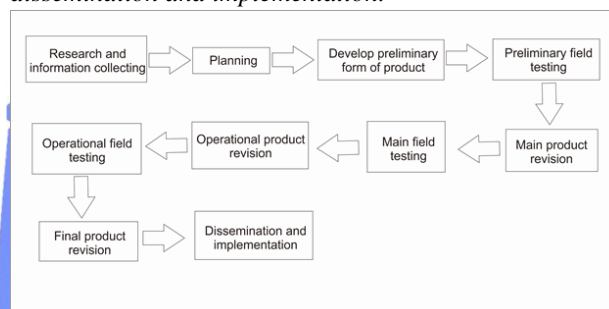 dissemination and implementation.
Research and
information collecting
Planning
Develop preliminary
form of product
Preliminary field
testing
Main product
revision
Main field
testing
Operational product
revision
Operational field
testing
Final product
revision
Dissemination and
implementation